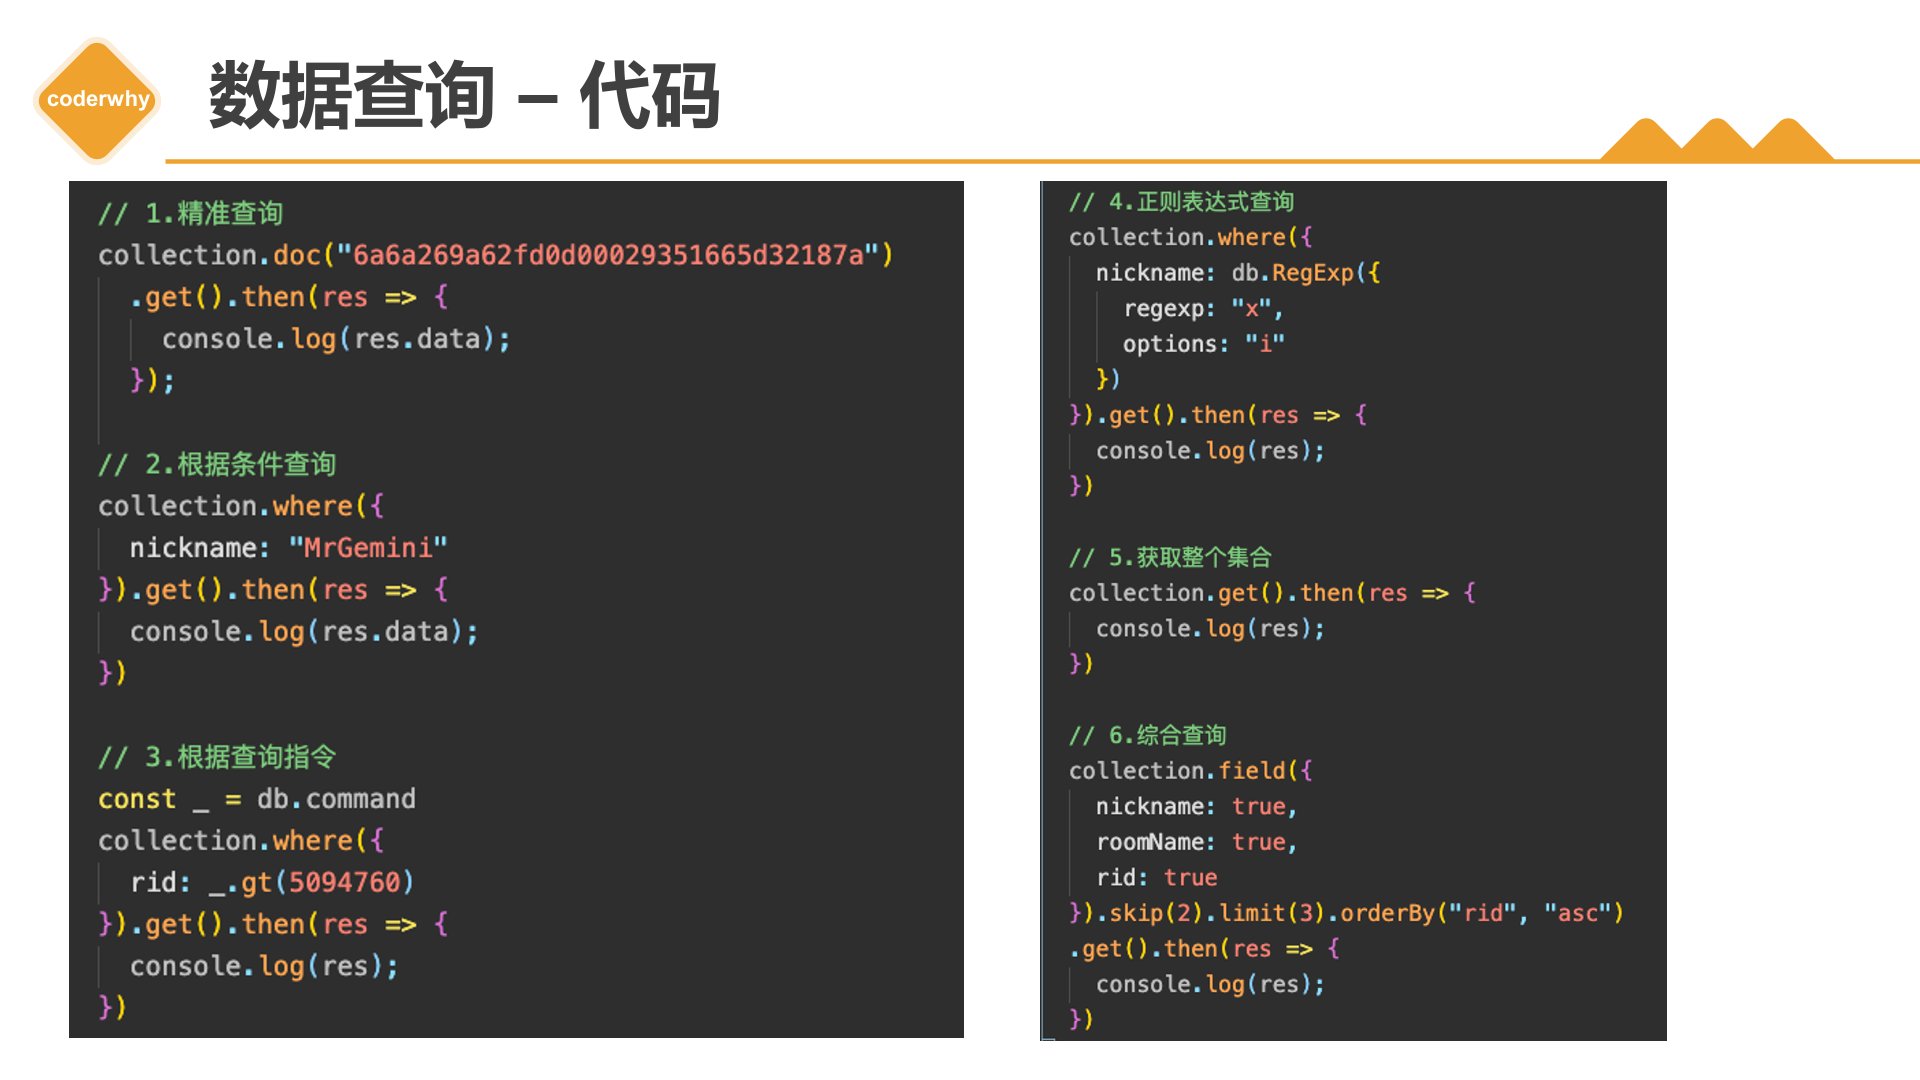 coderwhy
数据查询 – 代码
// 1.精准查询
collection.doc("6a6a269a62fd0d00029351665d32187a")
  .get().then(res => {
    console.log(res.data);
  });
// 2.根据条件查询
collection.where({
  nickname: "MrGemini"
}).get().then(res => {
  console.log(res.data);
})
// 3.根据查询指令
const _ = db.command
collection.where({
  rid: _.gt(5094760)
}).get().then(res => {
  console.log(res);
})
// 4.正则表达式查询
collection.where({
  nickname: db.RegExp({
    regexp: "x",
    options: "i"
  })
}).get().then(res => {
  console.log(res);
})
// 5.获取整个集合
collection.get().then(res => {
  console.log(res);
})
// 6.综合查询
collection.field({
  nickname: true,
  roomName: true,
  rid: true
}).skip(2).limit(3).orderBy("rid", "asc")
.get().then(res => {
  console.log(res);
})